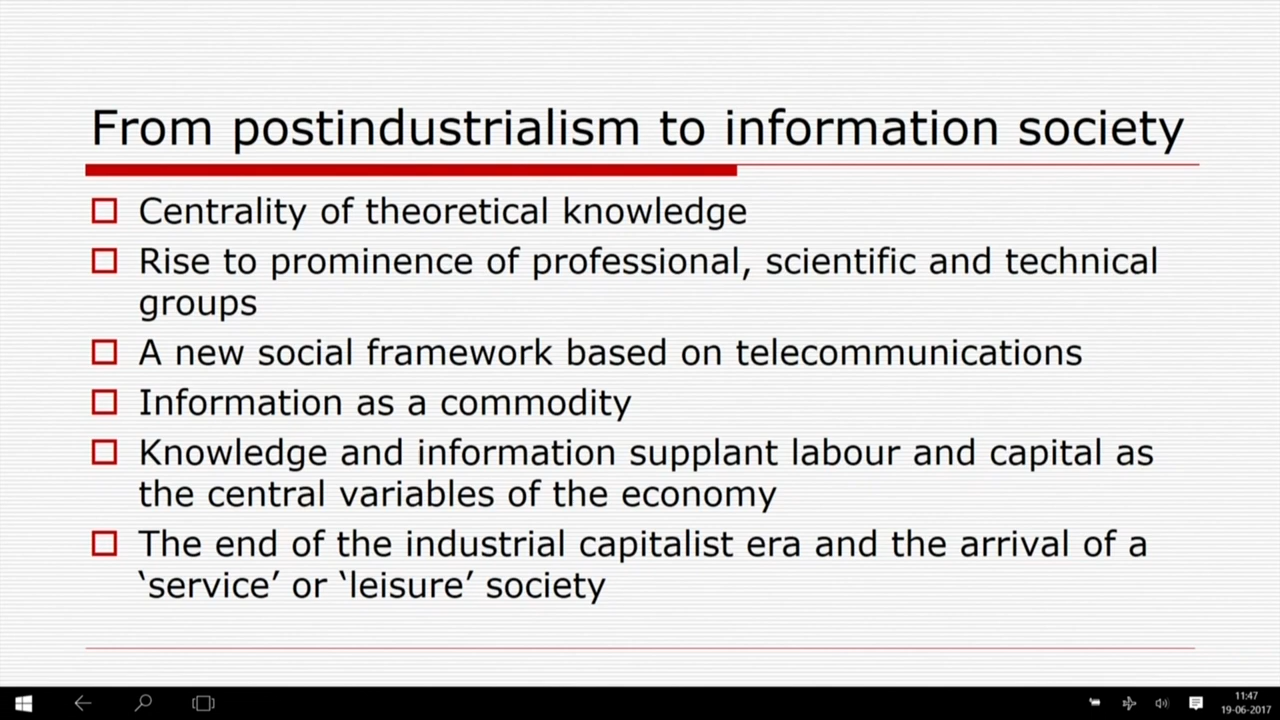 From postindustrialism to information society
Centrality of theoretical knowledge
Rise to prominence of professional, scientific and technical
groups
A new social framework based on telecommunications
Information as a commodity
Knowledge and information supplant labour and capital as
the central variables of the economy
The end of the industrial capitalist era and the arrival of a
‘service’ or ‘leisure’ society
11:47
19-06-2017